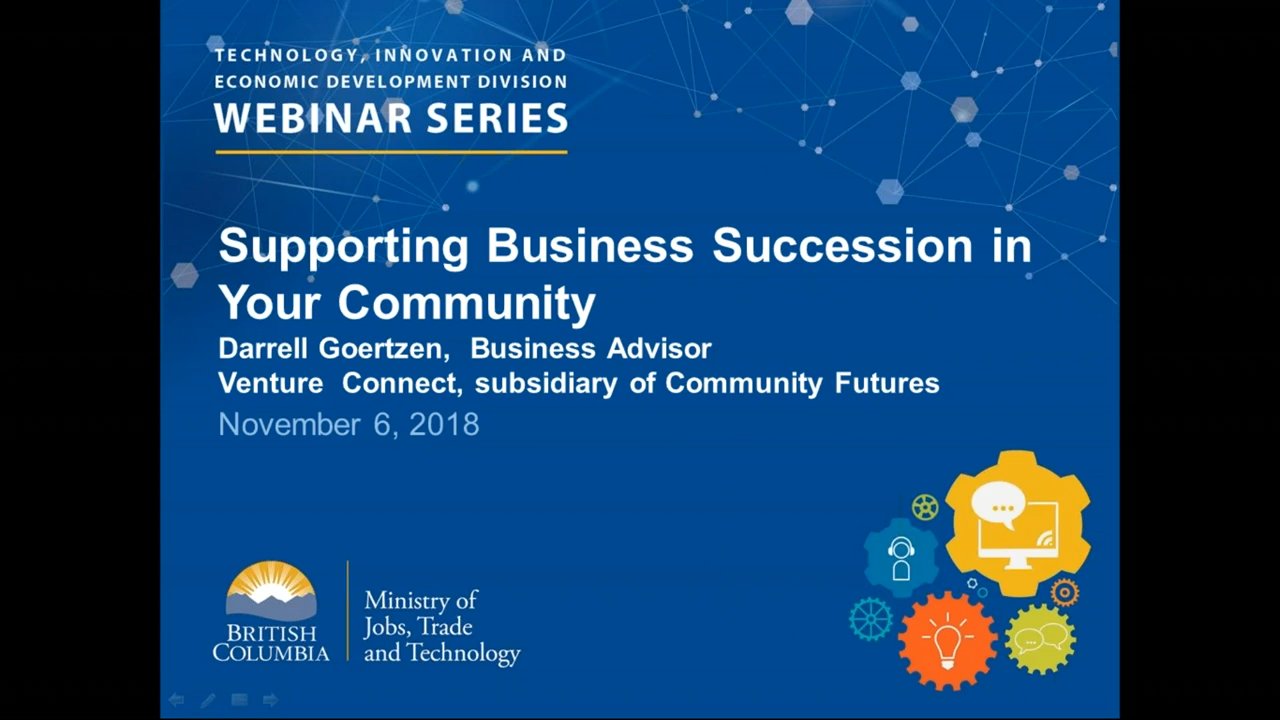 TECHNOLOGY, INNOVATION AND
ECONOMIC DEVELOPMENT DIVISION
WEBINAR SERIES
Supporting Business Succession in
Your Community
Darrell Goertzen, Business Advisor
Venture Connect, subsidiary of Community Futures
November 6, 2018
BRITISH
COLUMBIA
Ministry of
Jobs, Trade
and Technology